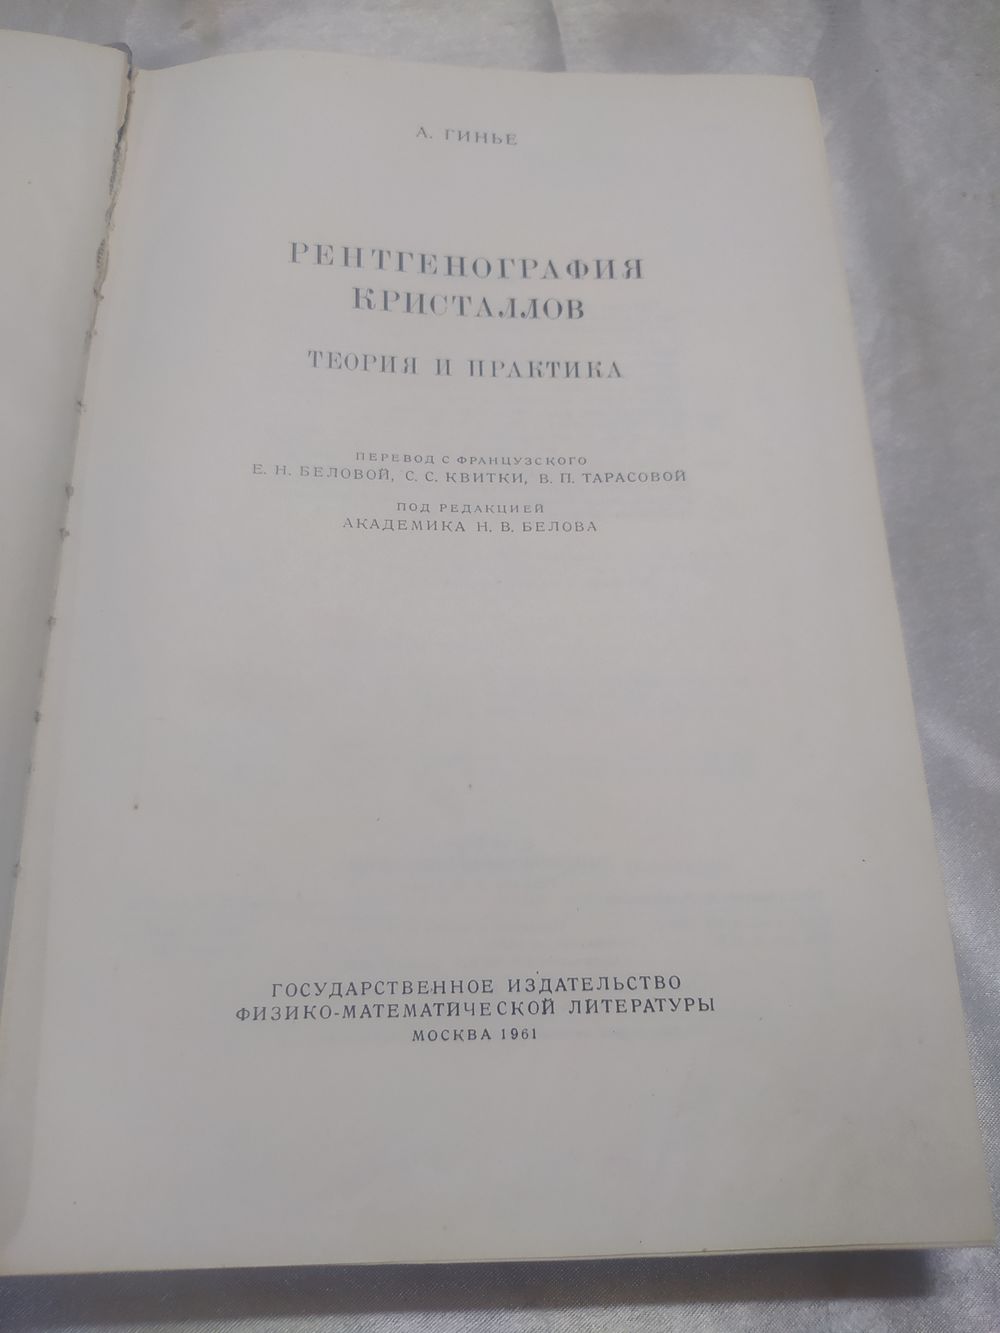 А. ГИНЬЕ
РЕНТГЕНОГРАФИЯ
КРИСТАЛЛОВ
ТЕОРИЯ И ПРАКТИКА
ПЕРЕВОД С ФРАНЦУЗСКОГО
Е. Н. БЕЛОВОЙ, С. С. КВИТКИ, В. П. ТАРАСОВОЙ
ПОД РЕДАКЦИЕЙ
АКАДЕМИКА Н. В. БЕЛОВА
ГОСУДАРСТВЕННОЕ ИЗДАТЕЛЬСТВО
ФИЗИКО-МАТЕМАТИЧЕСКОЙ ЛИТЕРАТУРЫ
МОСКВА 1961